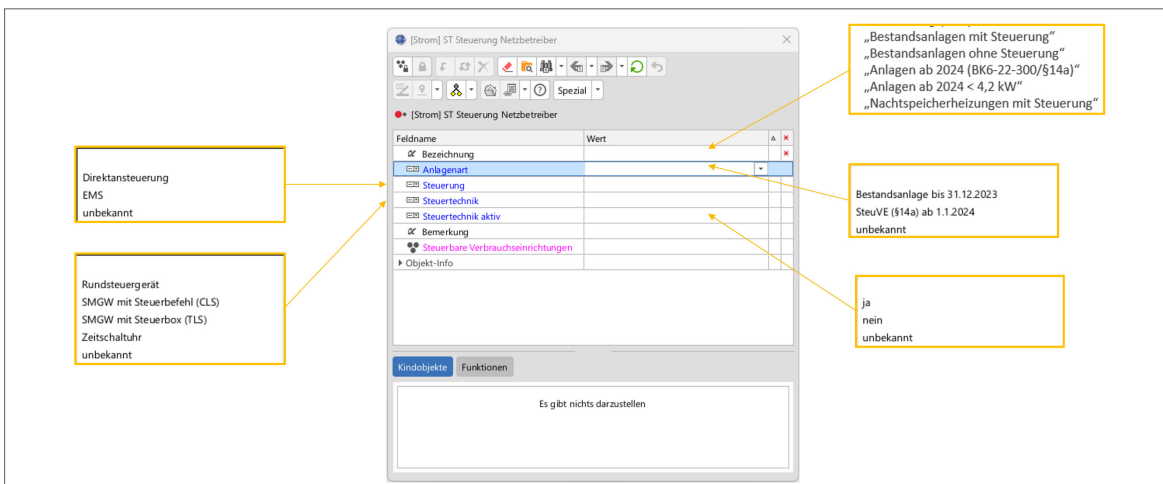 [Strom] ST Steuerung Netzbetreiber
Spezial
[Strom] ST Steuerung Netzbetreiber
Feldname Wert
Bezeichnung
Anlagenart
Steuerung
Steuertechnik
Steuertechnik aktiv
Bemerkung
Steuerbare Verbrauchseinrichtungen
Objekt-Info
Kindobjekte Funktionen
Es gibt nichts darzustellen
Direktansteuerung
EMS
unbekannt
Rundsteuergerät
SMGW mit Steuerbefehl (CLS)
SMGW mit Steuerbox (TLS)
Zeitschaltuhr
unbekannt
„Bestandsanlagen mit Steuerung“
„Bestandsanlagen ohne Steuerung“
„Anlagen ab 2024 (BK6-22-300/§14a)“
„Anlagen ab 2024 < 4,2 kW“
„Nachtspeicherheizungen mit Steuerung“
Bestandsanlage bis 31.12.2023
SteuVE (§14a) ab 1.1.2024
unbekannt
ja
nein
unbekannt